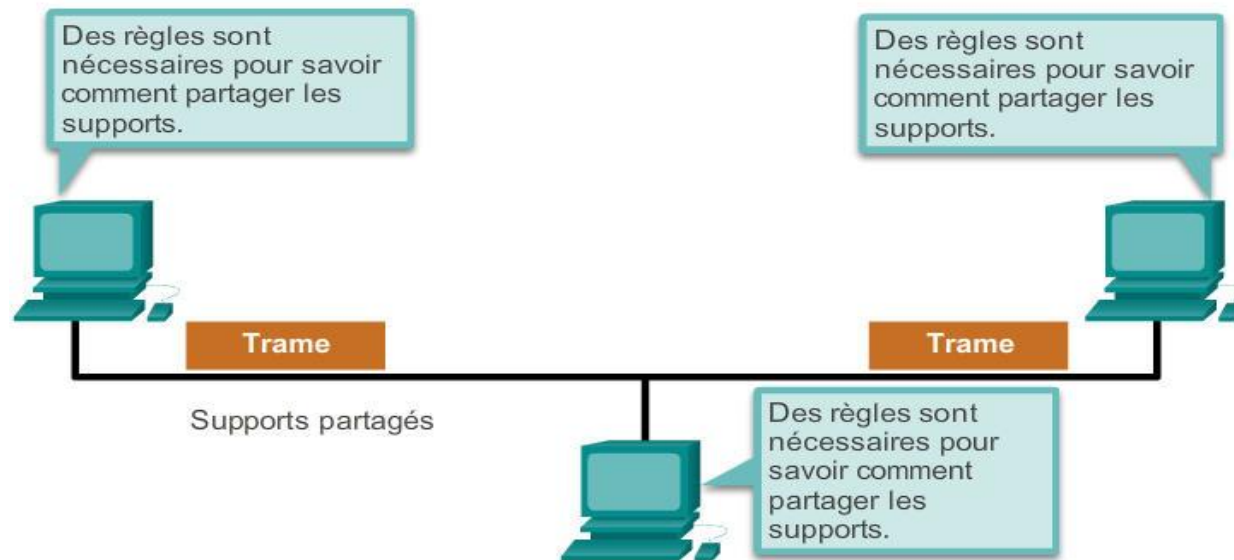 Des règles sont
nécessaires pour savoir
comment partager les
supports.
Des règles sont
nécessaires pour savoir
comment partager les
supports.
Trame
Trame
Supports partagés
Des règles sont
nécessaires pour
savoir comment
partager les
supports.